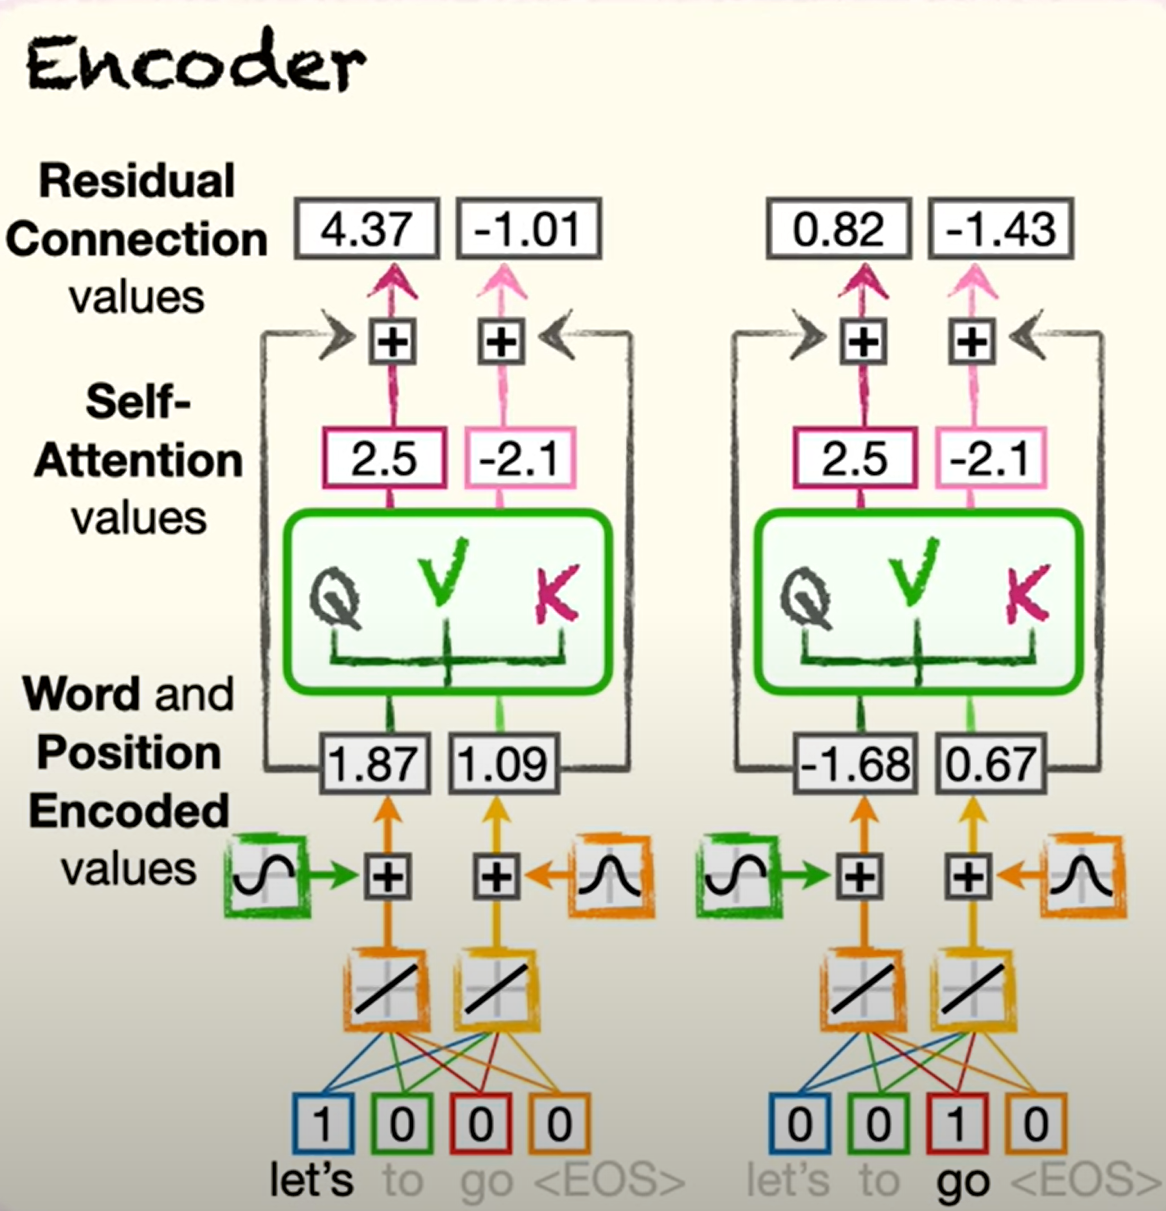 Encoder
Residual
Connection
values
4.37 -1.01 0.82 -1.43
+ + + +
Self-
Attention
values
2.5 -2.1 2.5 -2.1
Q V K Q V K
Word and
Position
Encoded
values
1.87 1.09 -1.68 0.67
+ + + +
1 0 0 0 0 0 1 0
let's to go <EOS> let's to go <EOS>